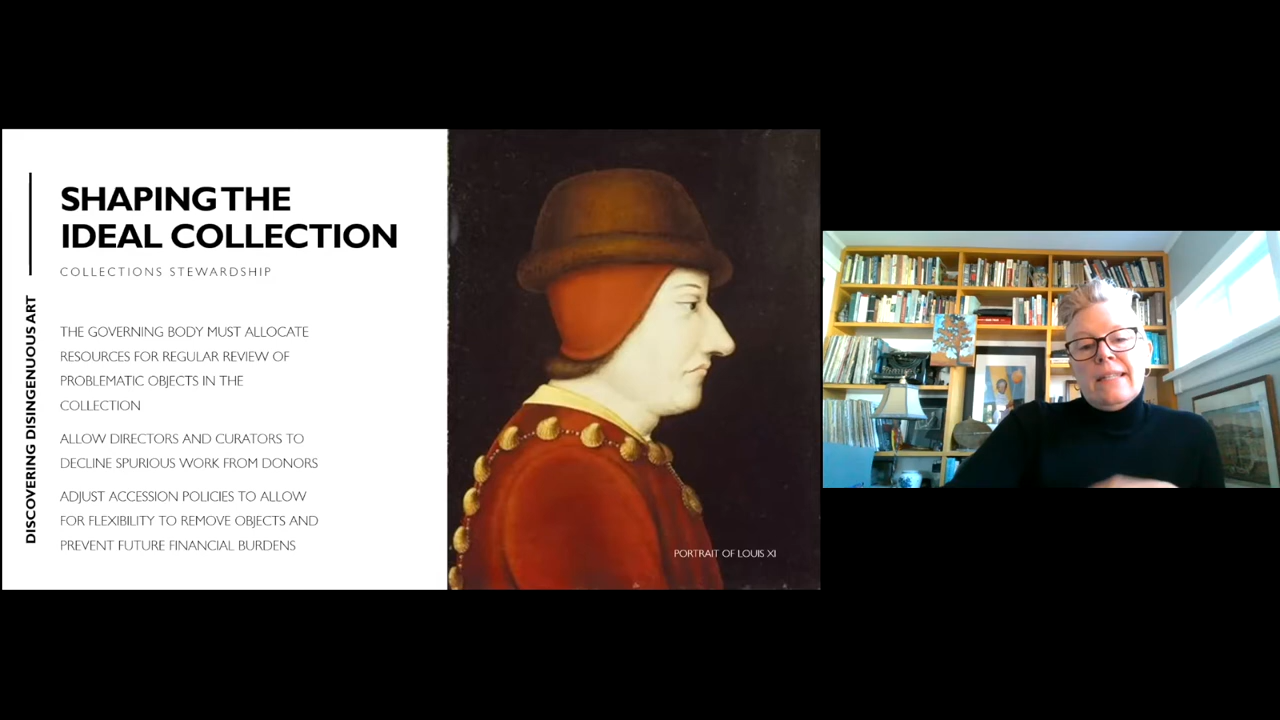 SHAPING THE
IDEAL COLLECTION
COLLECTIONS STEWARDSHIP
DISCOVERING DISINGENUOUS ART
THE GOVERNING BODY MUST ALLOCATE
RESOURCES FOR REGULAR REVIEW OF
PROBLEMATIC OBJECTS IN THE
COLLECTION
ALLOW DIRECTORS AND CURATORS TO
DECLINE SPURIOUS WORK FROM DONORS
ADJUST ACCESSION POLICIES TO ALLOW
FOR FLEXIBILITY TO REMOVE OBJECTS AND
PREVENT FUTURE FINANCIAL BURDENS
PORTRAIT OF LOUIS XI